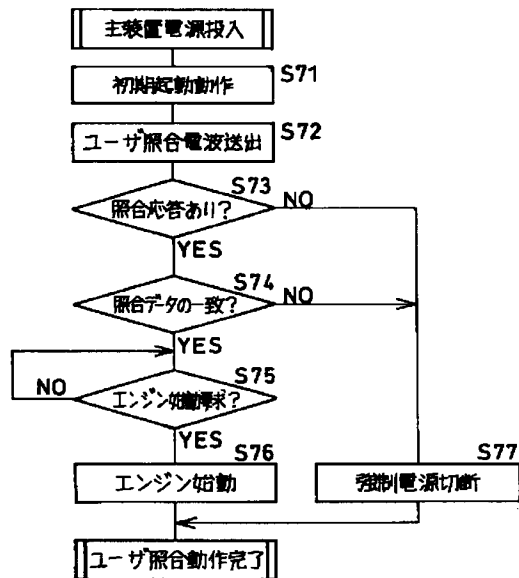 主装置電源投入
初期起動動作
S71
ユーザ照合電波送出
S72
照合応答あり?
S73
NO
YES
照合データの一致?
S74
NO
YES
エンジン始動要求?
S75
NO
YES
エンジン始動
S76
強制電源切断
S77
ユーザ照合動作完了